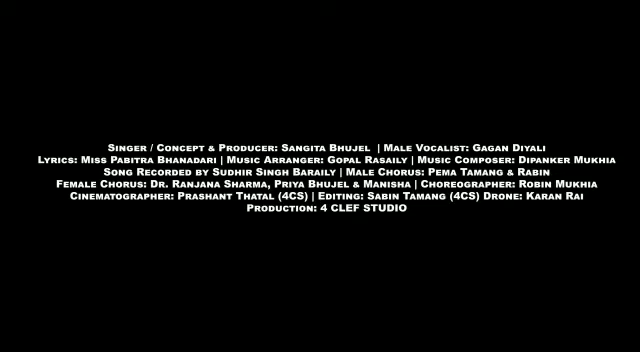 Singer / Concept & Producer: Sangita Bhujel | Male Vocalist: Gagan Diyali
Lyrics: Miss Pabitra Bhanadari | Music Arranger: Gopal Rasaily | Music Composer: Dipanker Mukhia
Song Recorded by Sudhir Singh Baraily | Male Chorus: Pema Tamang & Rabin
Female Chorus: Dr. Ranjana Sharma, Priya Bhujel & Manisha | Choreographer: Robin Mukhia
Cinematographer: Prashant Thatal (4CS) | Editing: Sabin Tamang (4CS) Drone: Karan Rai
Production: 4 CLEF STUDIO